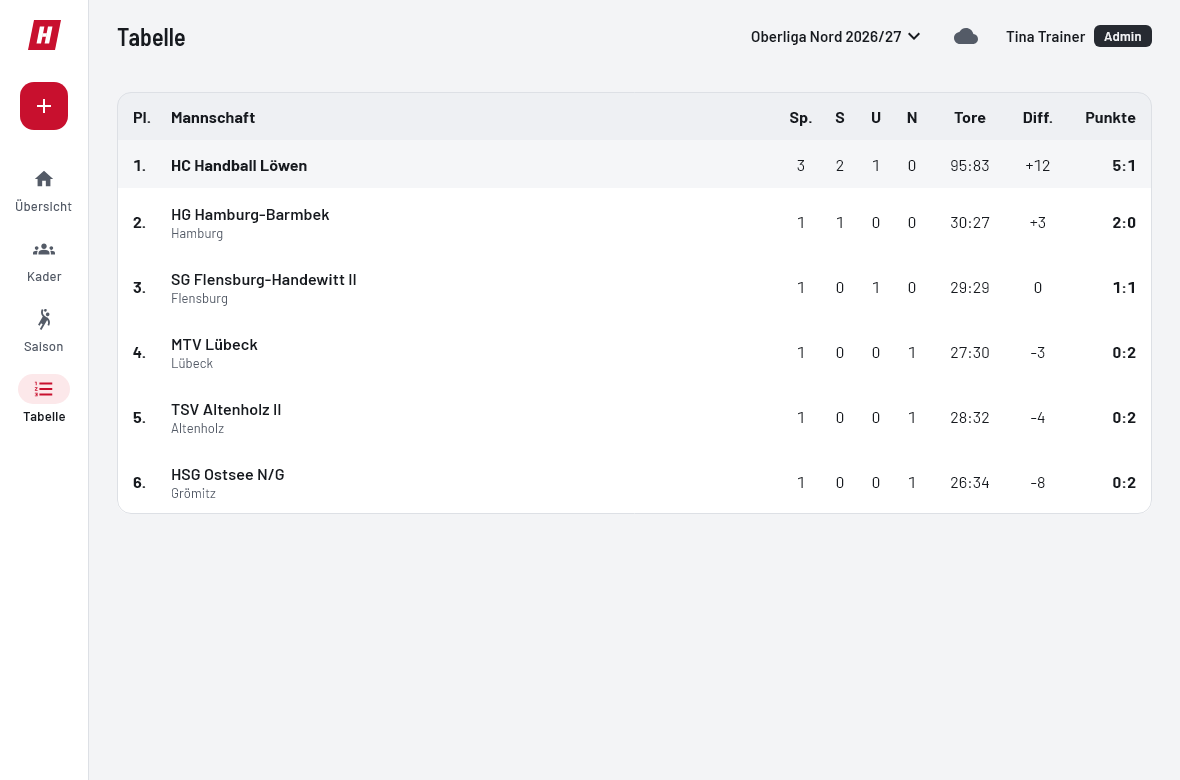 H
Tabelle
Oberliga Nord 2026/27
Tina Trainer Admin
+
Übersicht
Kader
Saison
Tabelle
Pl. Mannschaft Sp. S U N Tore Diff. Punkte
1. HC Handball Löwen 3 2 1 0 95:83 +12 5:1
2. HG Hamburg-Barmbek 1 1 0 0 30:27 +3 2:0
Hamburg
3. SG Flensburg-Handewitt II 1 0 1 0 29:29 0 1:1
Flensburg
4. MTV Lübeck 1 0 0 1 27:30 -3 0:2
Lübeck
5. TSV Altenholz II 1 0 0 1 28:32 -4 0:2
Altenholz
6. HSG Ostsee N/G 1 0 0 1 26:34 -8 0:2
Grömitz